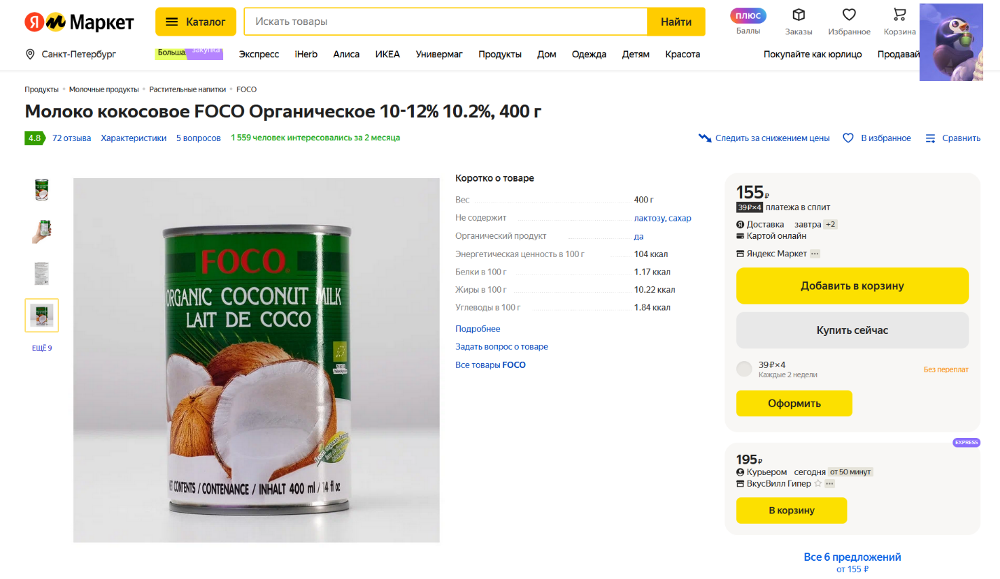 Я Маркет
Каталог
Искать товары
Найти
плюс
Баллы
Заказы
Избранное
Корзина
Санкт-Петербург
Больша
закупка
Экспресс
iHerb
Алиса
ИКЕА
Универмаг
Продукты
Дом
Одежда
Детям
Красота
Покупайте как юрлицо
Продавай
Продукты • Молочные продукты • Растительные напитки • FOCO
Молоко кокосовое FOCO Органическое 10-12% 10.2%, 400 г
4.8 72 отзыва Характеристики 5 вопросов 1 559 человек интересовались за 2 месяца
Следить за снижением цены
В избранное
Сравнить
ЕЩЁ 9
FOCO®
ORGANIC COCONUT MILK
LAIT DE COCO
NET CONTENTS / CONTENANCE / INHALT 400 ml / 14 fl oz
Коротко о товаре
Вес 400 г
Не содержит лактозу, сахар
Органический продукт да
Энергетическая ценность в 100 г 104 ккал
Белки в 100 г 1.17 ккал
Жиры в 100 г 10.22 ккал
Углеводы в 100 г 1.84 ккал
Подробнее
Задать вопрос о товаре
Все товары FOCO
155 ₽
39 ₽×4 платежа в сплит
Я Доставка завтра +2
Картой онлайн
Яндекс Маркет
Добавить в корзину
Купить сейчас
39 ₽×4
Каждые 2 недели
Без переплат
Оформить
EXPRESS
195 ₽
Курьером сегодня от 50 минут
ВкусВилл Гипер
В корзину
Все 6 предложений
от 155 ₽